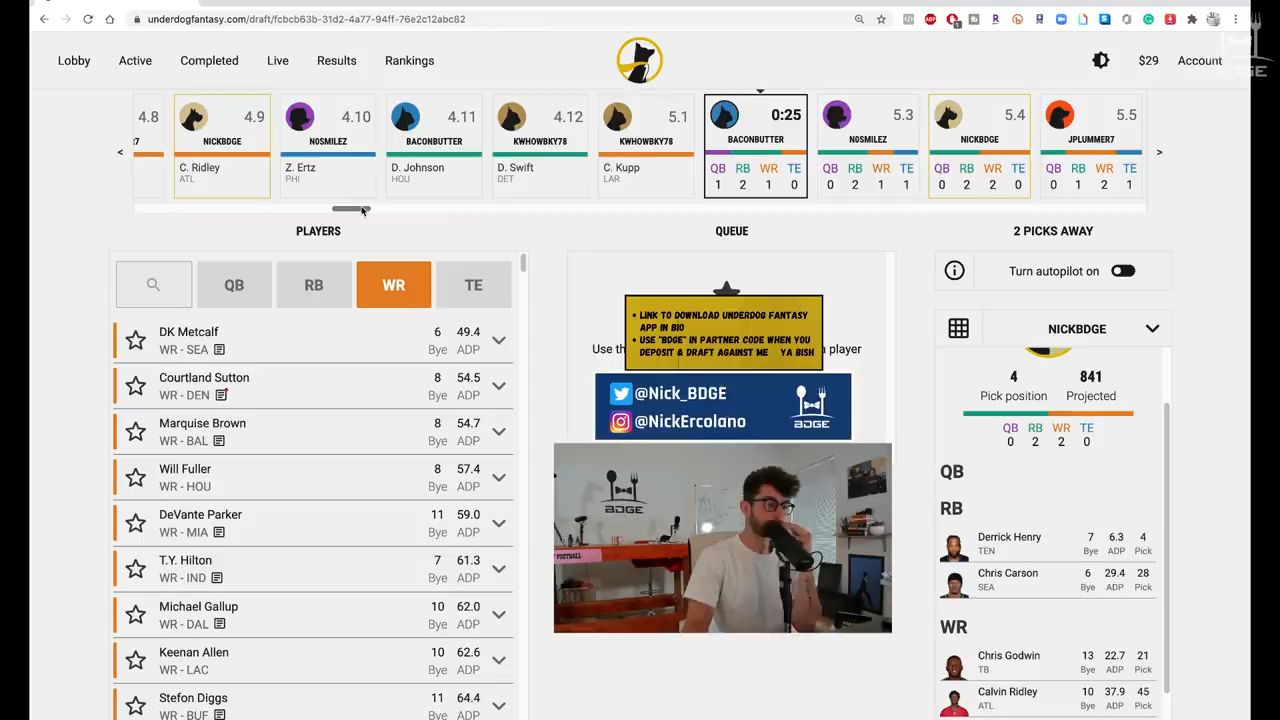 underdogfantasy.com/draft/fcbcb63b-31d2-4a77-94ff-76e2c12abc82
Lobby Active Completed Live Results Rankings $29 Account
BDGE
4.8 4.9 4.10 4.11 4.12 5.1 0:25 5.3 5.4 5.5
NICKBDGE N0SMILEZ BACONBUTTER KWHOWBKY78 KWHOWBKY78 BACONBUTTER N0SMILEZ NICKBDGE JPLUMMER7
C. Ridley Z. Ertz D. Johnson D. Swift C. Kupp QB RB WR TE QB RB WR TE QB RB WR TE QB RB WR TE
ATL PHI HOU DET LAR 1 2 1 0 0 2 1 1 0 2 2 0 0 1 2 1
< >
PLAYERS QUEUE 2 PICKS AWAY
QB RB WR TE
Turn autopilot on
DK Metcalf 6 49.4
WR - SEA Bye ADP
Courtland Sutton 8 54.5
WR - DEN Bye ADP
Marquise Brown 8 54.7
WR - BAL Bye ADP
Will Fuller 8 57.4
WR - HOU Bye ADP
DeVante Parker 11 59.0
WR - MIA Bye ADP
T.Y. Hilton 7 61.3
WR - IND Bye ADP
Michael Gallup 10 62.0
WR - DAL Bye ADP
Keenan Allen 10 62.6
WR - LAC Bye ADP
Stefon Diggs 11 64.4
WR - BUF Bye ADP
• LINK TO DOWNLOAD UNDERDOG FANTASY
APP IN BIO
• USE "BDGE" IN PARTNER CODE WHEN YOU
DEPOSIT & DRAFT AGAINST ME YA BISH
Use th a player
@Nick_BDGE
@NickErcolano
BDGE
BDGE
FOOTBALL
NICKBDGE
4 841
Pick position Projected
QB RB WR TE
0 2 2 0
QB
RB
Derrick Henry 7 6.3 4
TEN Bye ADP Pick
Chris Carson 6 29.4 28
SEA Bye ADP Pick
WR
Chris Godwin 13 22.7 21
TB Bye ADP Pick
Calvin Ridley 10 37.9 45
ATL Bye ADP Pick